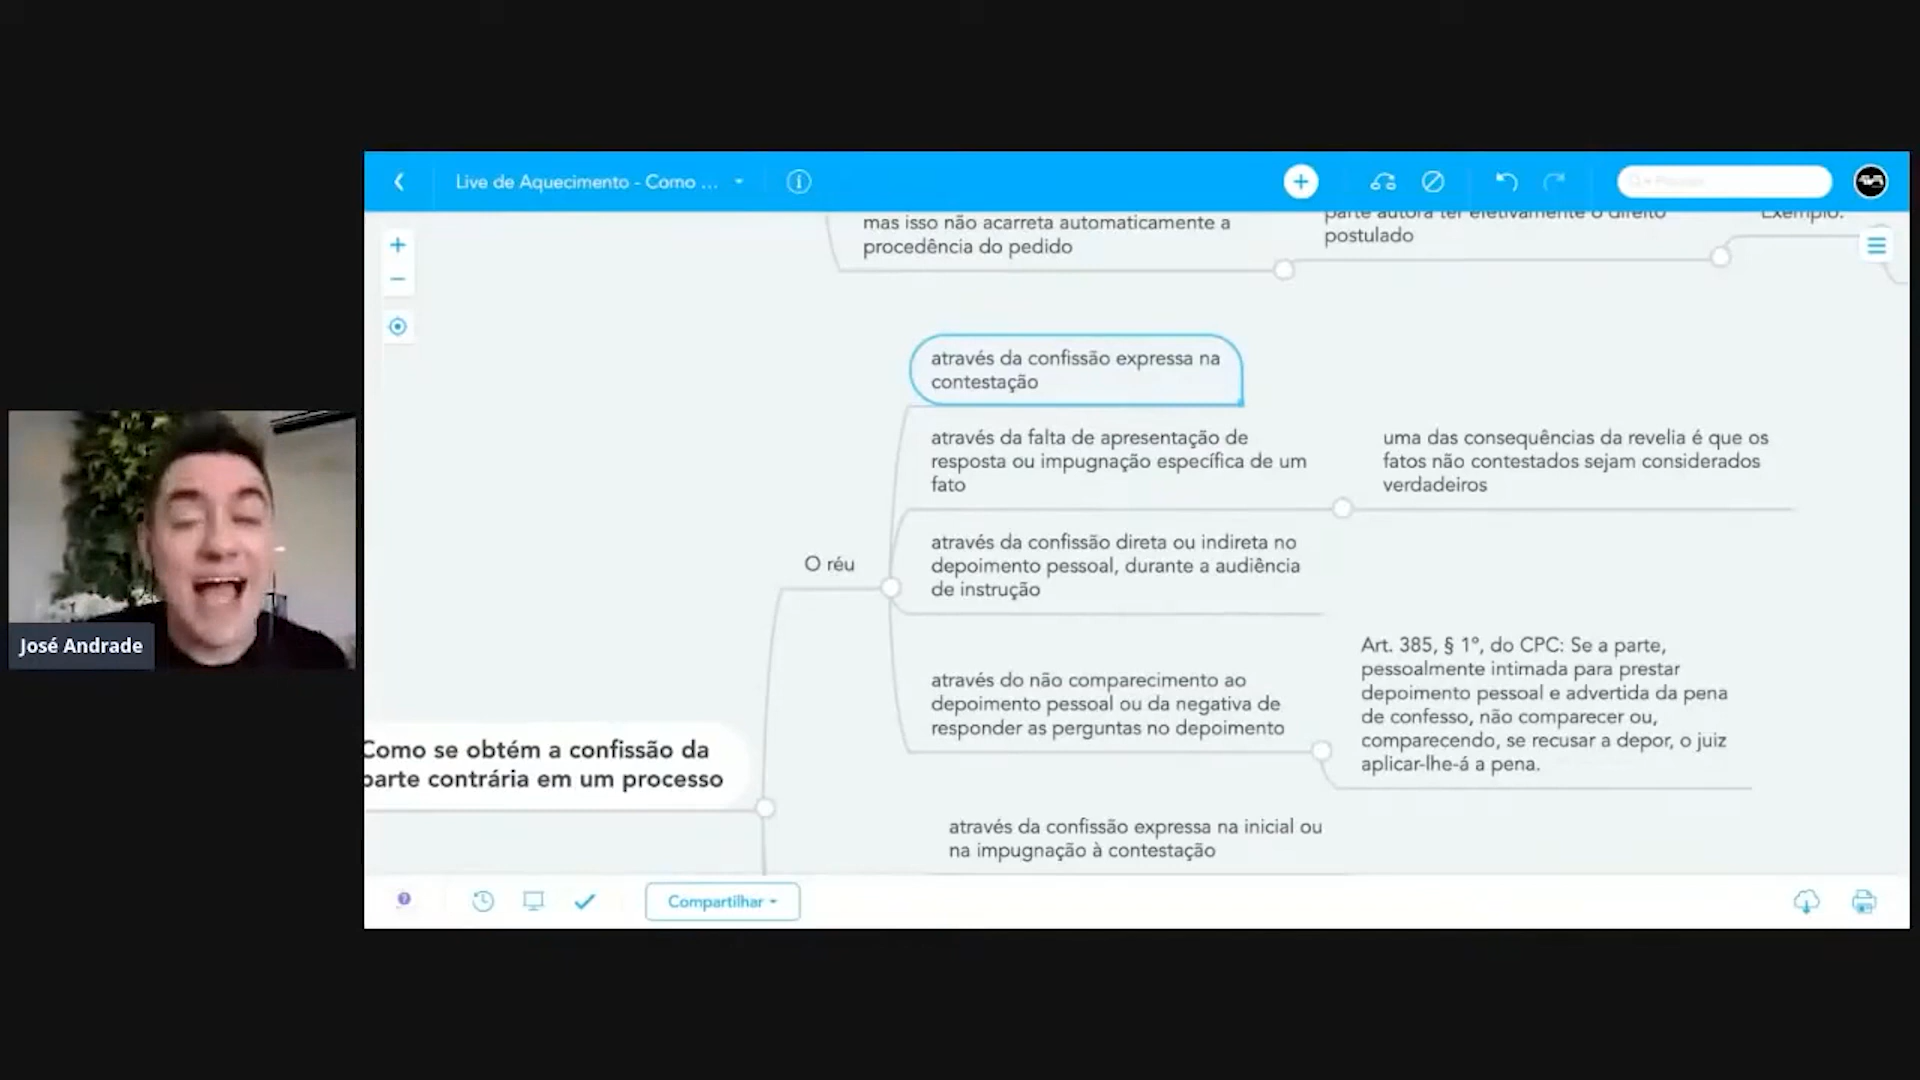 Live de Aquecimento - Como ...
mas isso não acarreta automaticamente a
procedência do pedido
parte autora ter efetivamente o direito
postulado
Exemplo:
através da confissão expressa na
contestação
através da falta de apresentação de
resposta ou impugnação específica de um
fato
uma das consequências da revelia é que os
fatos não contestados sejam considerados
verdadeiros
através da confissão direta ou indireta no
depoimento pessoal, durante a audiência
de instrução
O réu
através do não comparecimento ao
depoimento pessoal ou da negativa de
responder as perguntas no depoimento
Art. 385, § 1º, do CPC: Se a parte,
pessoalmente intimada para prestar
depoimento pessoal e advertida da pena
de confesso, não comparecer ou,
comparecendo, se recusar a depor, o juiz
aplicar-lhe-á a pena.
José Andrade
Como se obtém a confissão da
parte contrária em um processo
através da confissão expressa na inicial ou
na impugnação à contestação
Compartilhar